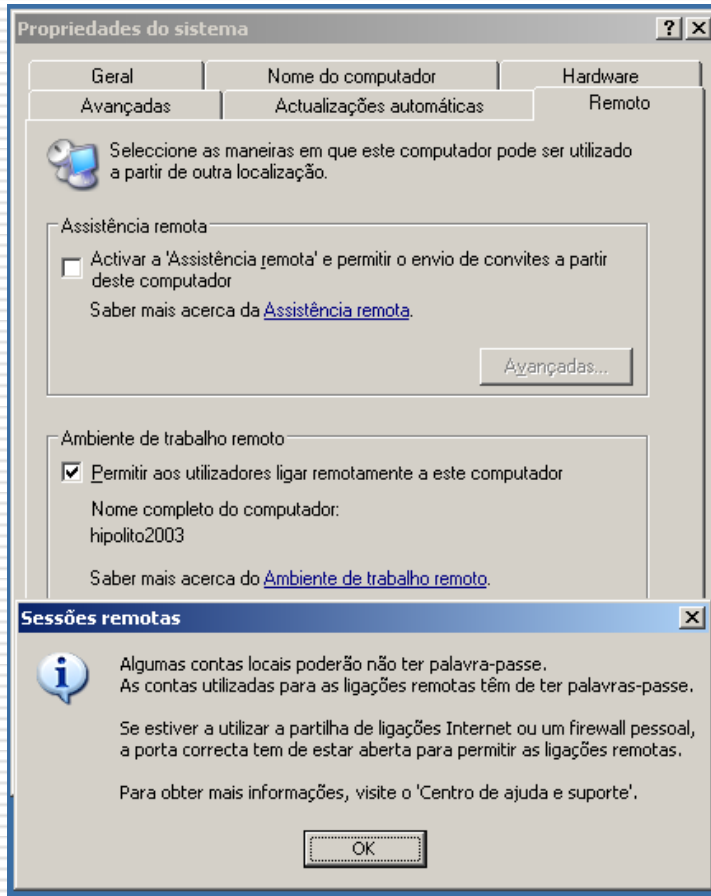 Propriedades do sistema
Geral
Nome do computador
Hardware
Avançadas
Actualizações automáticas
Remoto
Seleccione as maneiras em que este computador pode ser utilizado
a partir de outra localização.
Assistência remota
Activar a 'Assistência remota' e permitir o envio de convites a partir
deste computador
Saber mais acerca da Assistência remota.
Avançadas...
Ambiente de trabalho remoto
Permitir aos utilizadores ligar remotamente a este computador
Nome completo do computador:
hipolito2003
Saber mais acerca do Ambiente de trabalho remoto.
Sessões remotas
Algumas contas locais poderão não ter palavra-passe.
As contas utilizadas para as ligações remotas têm de ter palavras-passe.
Se estiver a utilizar a partilha de ligações Internet ou um firewall pessoal,
a porta correcta tem de estar aberta para permitir as ligações remotas.
Para obter mais informações, visite o 'Centro de ajuda e suporte'.
OK